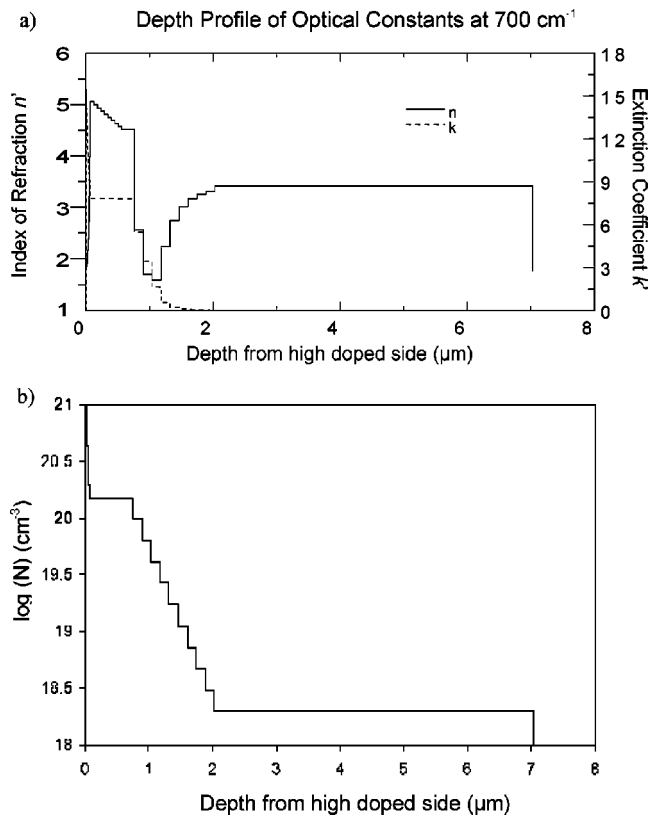 a)
Depth Profile of Optical Constants at 700 cm⁻¹
Index of Refraction n'
6
5
4
3
2
1
n
k
18
15
12
9
6
3
0
Extinction Coefficient k'
0 2 4 6 8
Depth from high doped side (μm)
b)
log (N) (cm⁻³)
21
20.5
20
19.5
19
18.5
18
0 1 2 3 4 5 6 7 8
Depth from high doped side (μm)